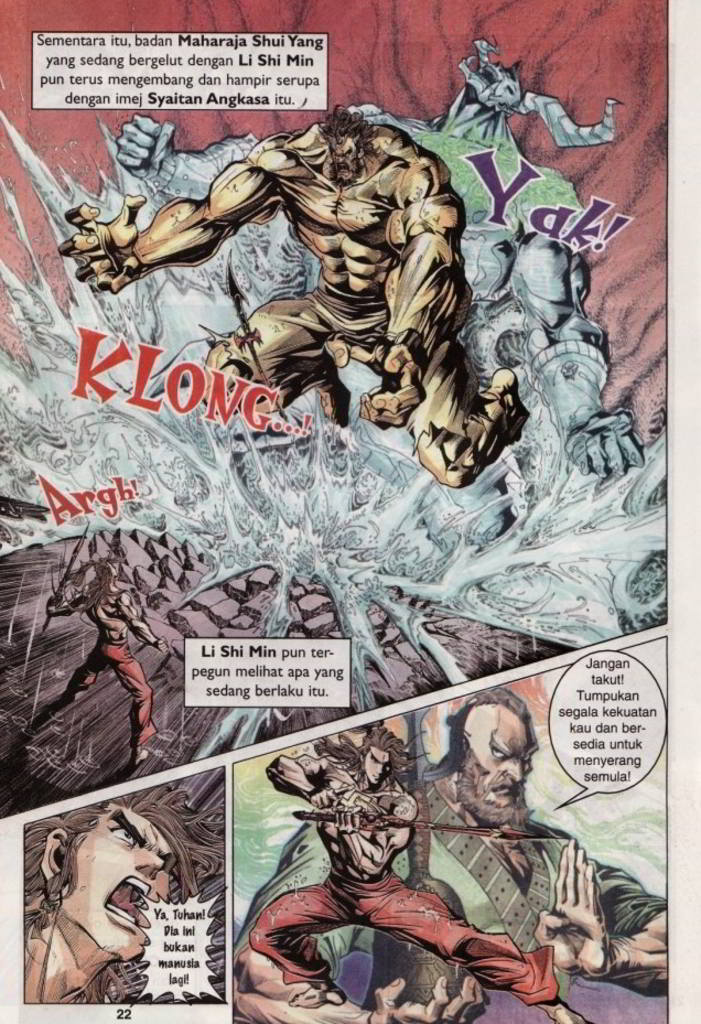 Sementara itu, badan Maharaja Shui Yang
yang sedang bergelut dengan Li Shi Min
pun terus mengembang dan hampir serupa
dengan imej Syaitan Angkasa itu.
Yak!
KLONG...!
Argh!
Li Shi Min pun ter-
pegun melihat apa yang
sedang berlaku itu.
Jangan
takut!
Tumpukan
segala kekuatan
kau dan ber-
sedia untuk
menyerang
semula!
Ya, Tuhan!
Dia ini
bukan
manusia
lagi!
22